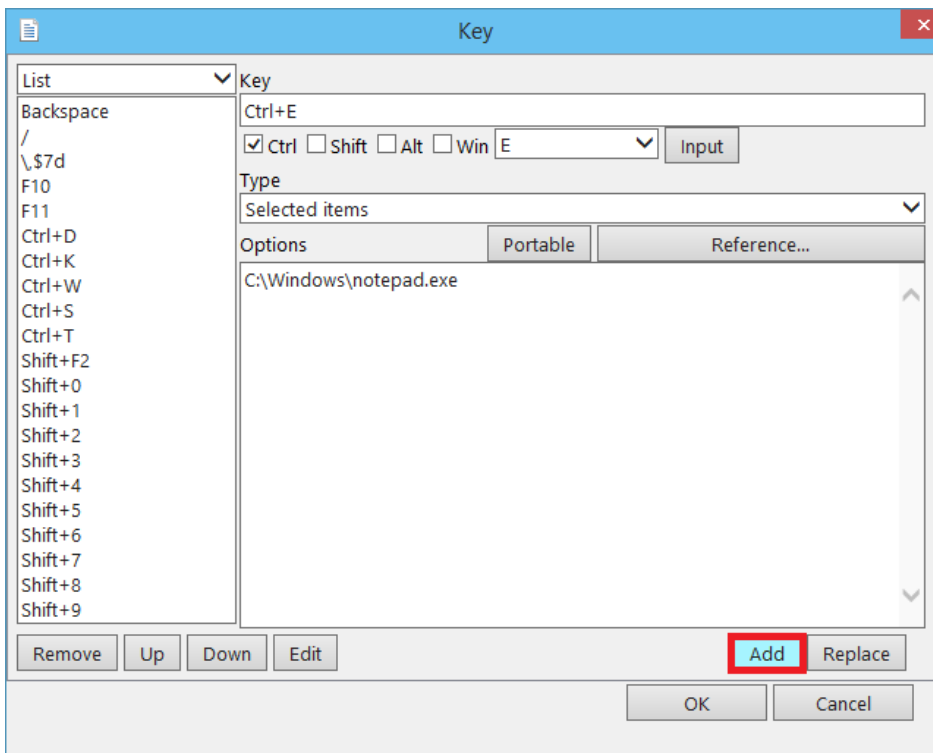 Key
List
Key
Backspace
/
\,$7d
F10
F11
Ctrl+D
Ctrl+K
Ctrl+W
Ctrl+S
Ctrl+T
Shift+F2
Shift+0
Shift+1
Shift+2
Shift+3
Shift+4
Shift+5
Shift+6
Shift+7
Shift+8
Shift+9
Ctrl+E
Ctrl Shift Alt Win E Input
Type
Selected items
Options Portable Reference...
C:\Windows\notepad.exe
Remove Up Down Edit Add Replace
OK Cancel